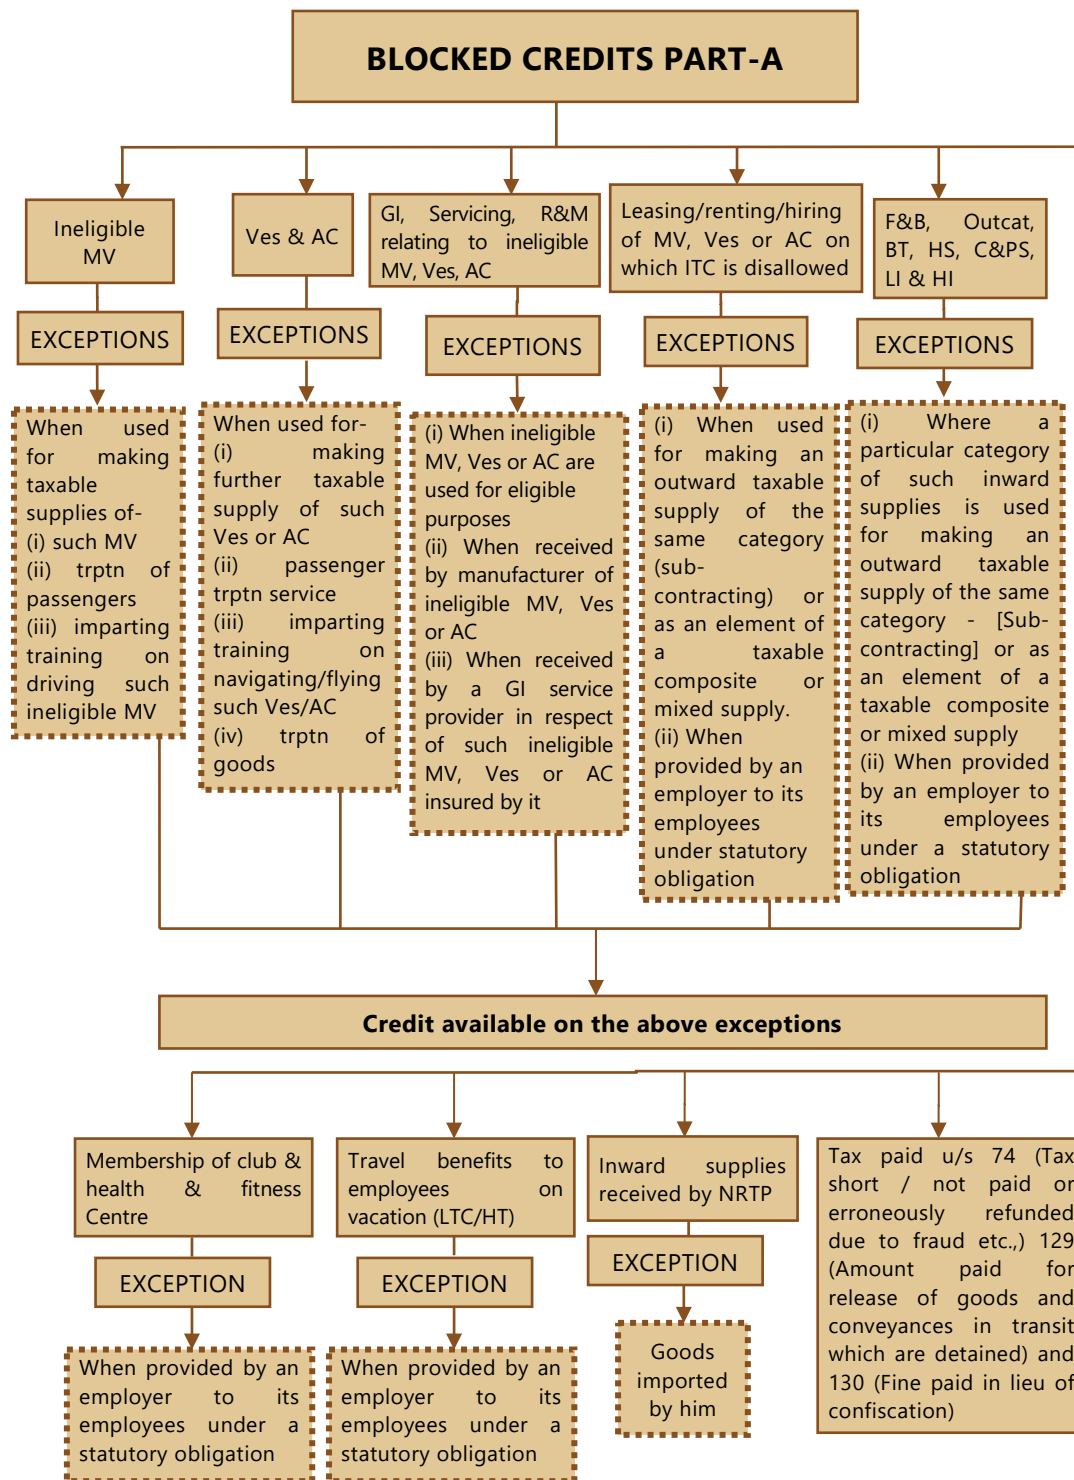 BLOCKED CREDITS PART-A
Ineligible
MV
EXCEPTIONS
When used
for making
taxable
supplies of-
(i) such MV
(ii) trptn of
passengers
(iii) imparting
training on
driving such
ineligible MV
Ves & AC
EXCEPTIONS
When used for-
(i) making
further taxable
supply of such
Ves or AC
(ii) passenger
trptn service
(iii) imparting
training on
navigating/flying
such Ves/AC
(iv) trptn of
goods
GI, Servicing, R&M
relating to ineligible
MV, Ves, AC
EXCEPTIONS
(i) When ineligible
MV, Ves or AC are
used for eligible
purposes
(ii) When received
by manufacturer of
ineligible MV, Ves
or AC
(iii) When received
by a GI service
provider in respect
of such ineligible
MV, Ves or AC
insured by it
Leasing/renting/hiring
of MV, Ves or AC on
which ITC is disallowed
EXCEPTIONS
(i) When used
for making an
outward taxable
supply of the
same category
(sub-
contracting) or
as an element of
a taxable
composite or
mixed supply.
(ii) When
provided by an
employer to its
employees
under statutory
obligation
F&B, Outcat,
BT, HS, C&PS,
LI & HI
EXCEPTIONS
(i) Where a
particular category
of such inward
supplies is used
for making an
outward taxable
supply of the same
category - [Sub-
contracting] or as
an element of a
taxable composite
or mixed supply
(ii) When provided
by an employer to
its employees
under a statutory
obligation
Credit available on the above exceptions
Membership of club &
health & fitness
Centre
EXCEPTION
When provided by an
employer to its
employees under a
statutory obligation
Travel benefits to
employees on
vacation (LTC/HT)
EXCEPTION
When provided by an
employer to its
employees under a
statutory obligation
Inward supplies
received by NRTP
EXCEPTION
Goods
imported
by him
Tax paid u/s 74 (Tax
short / not paid or
erroneously refunded
due to fraud etc.,) 129
(Amount paid for
release of goods and
conveyances in transit
which are detained) and
130 (Fine paid in lieu of
confiscation)